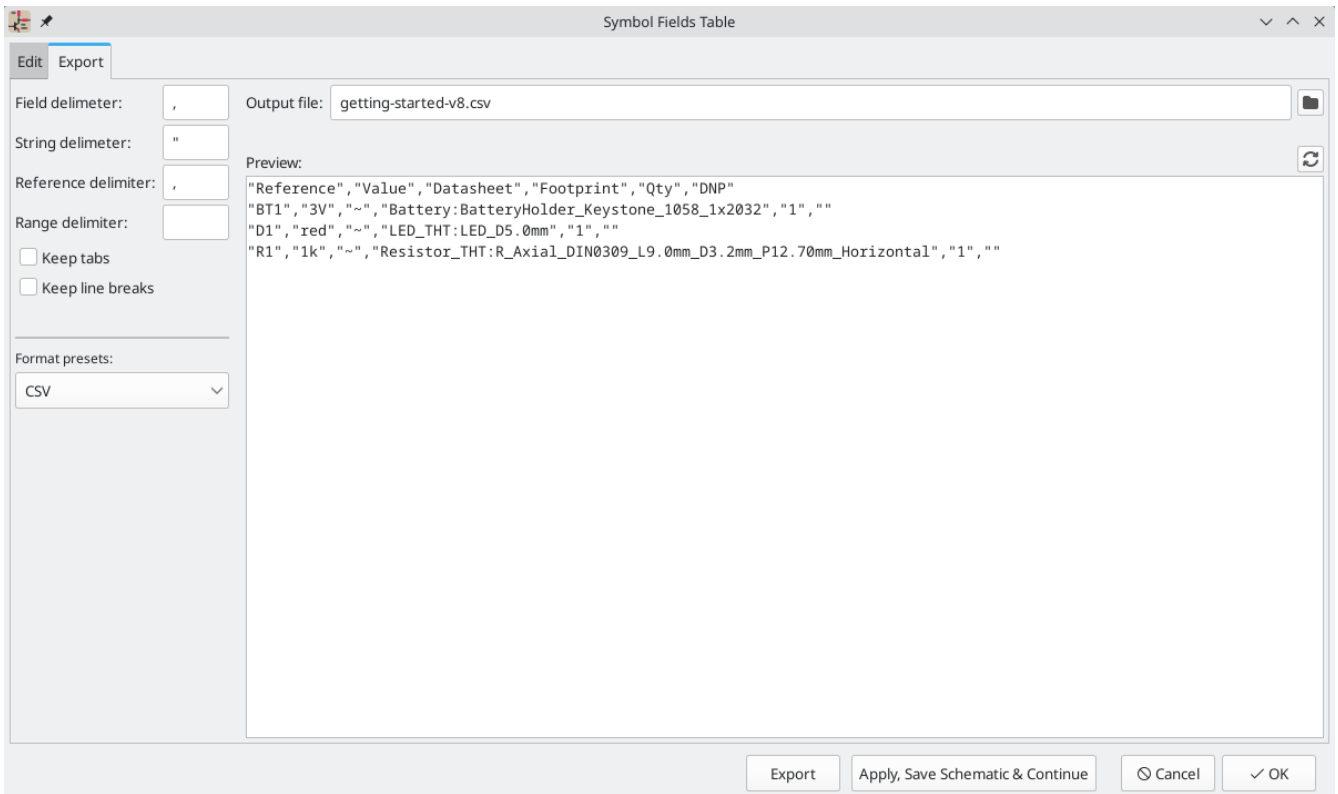 Symbol Fields Table
Edit
Export
Field delimeter:
,
Output file:
getting-started-v8.csv
String delimeter:
"
Reference delimiter:
,
Range delimiter:
Keep tabs
Keep line breaks
Format presets:
CSV
Preview:
"Reference","Value","Datasheet","Footprint","Qty","DNP"
"BT1","3V","~","Battery:BatteryHolder_Keystone_1058_1x2032","1",""
"D1","red","~","LED_THT:LED_D5.0mm","1",""
"R1","1k","~","Resistor_THT:R_Axial_DIN0309_L9.0mm_D3.2mm_P12.70mm_Horizontal","1",""
Export
Apply, Save Schematic & Continue
Cancel
OK